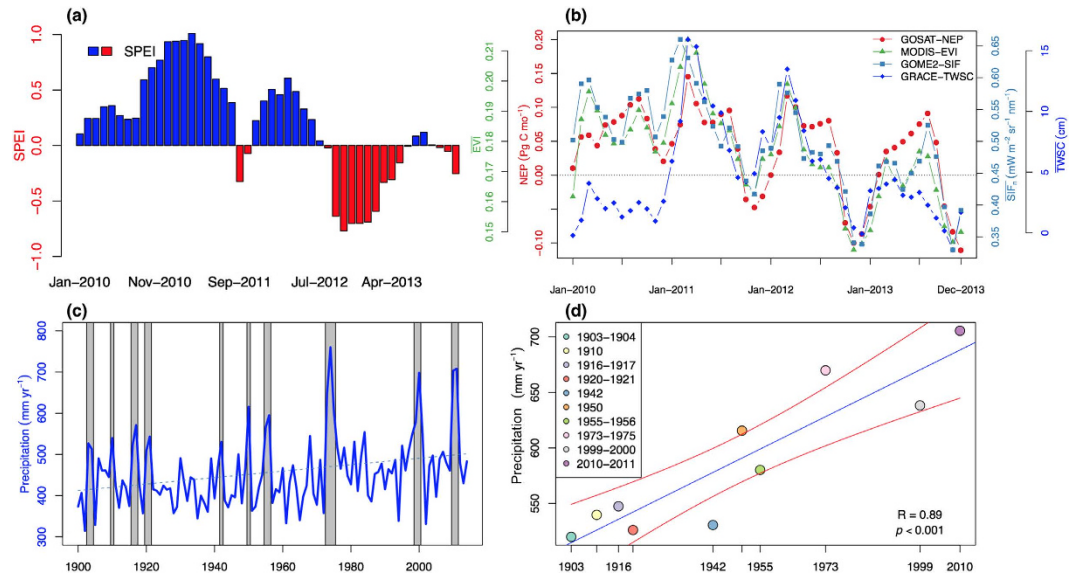 (a)
SPEI
1.0
0.5
0.0
−0.5
−1.0
SPEI
Jan−2010
Nov−2010
Sep−2011
Jul−2012
Apr−2013
(b)
EVI
0.21
0.20
0.19
0.18
0.17
0.16
0.15
NEP (Pg C mo⁻¹)
0.20
0.15
0.10
0.05
0.00
−0.10
GOSAT−NEP
MODIS−EVI
GOME2−SIF
GRACE−TWSC
0.65
0.60
0.55
0.50
0.45
0.40
0.35
SIFₙ (mW m⁻² sr⁻¹ nm⁻¹)
15
10
5
0
TWSC (cm)
Jan−2010
Jan−2011
Jan−2012
Jan−2013
Dec−2013
(c)
Precipitation (mm yr⁻¹)
800
700
600
500
400
300
1900
1920
1940
1960
1980
2000
(d)
Precipitation (mm yr⁻¹)
700
650
600
550
1903−1904
1910
1916−1917
1920−1921
1942
1950
1955−1956
1973−1975
1999−2000
2010−2011
R = 0.89
p < 0.001
1903
1916
1942
1955
1973
1999
2010